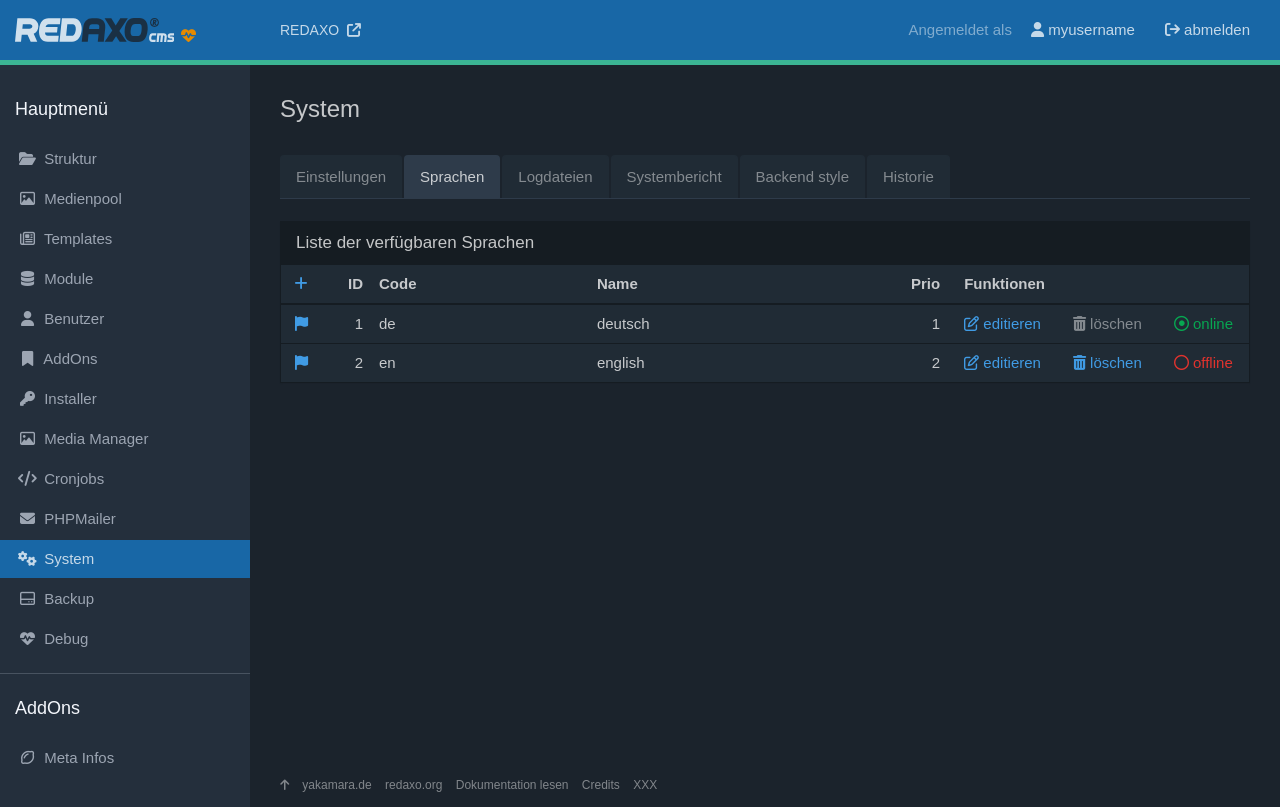 REDAXO® cms
REDAXO
Angemeldet als myusername abmelden
Hauptmenü
Struktur
Medienpool
Templates
Module
Benutzer
AddOns
Installer
Media Manager
Cronjobs
PHPMailer
System
Backup
Debug
AddOns
Meta Infos
System
Einstellungen Sprachen Logdateien Systembericht Backend style Historie
Liste der verfügbaren Sprachen
ID Code Name Prio Funktionen
1 de deutsch 1 editieren löschen online
2 en english 2 editieren löschen offline
yakamara.de redaxo.org Dokumentation lesen Credits XXX